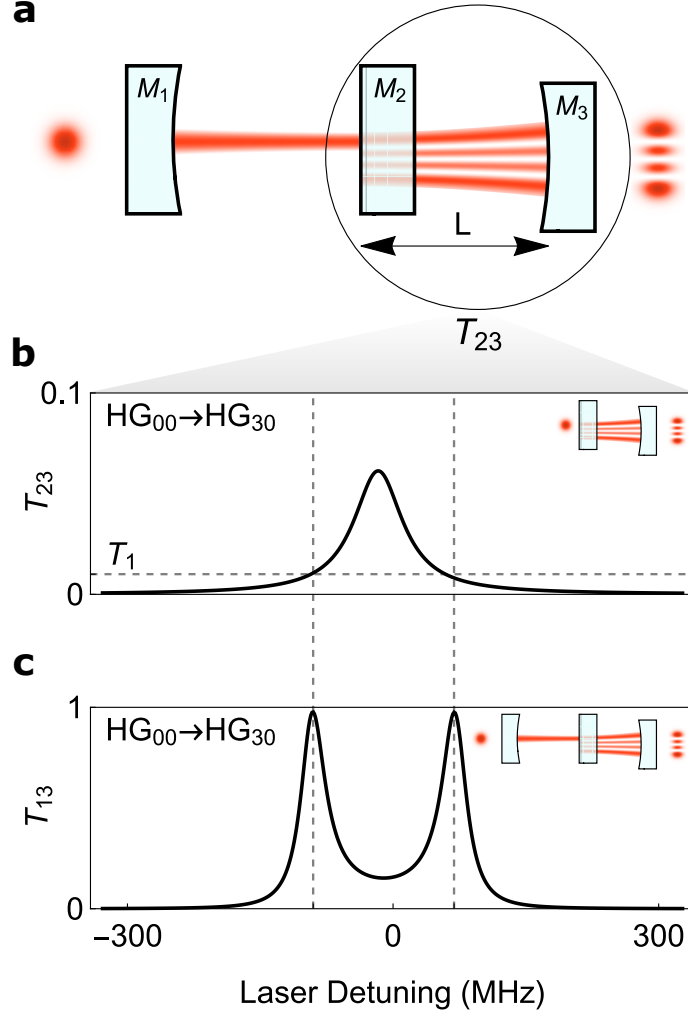 a
M₁
M₂
M₃
L
T₂₃
b
0.1
HG₀₀→HG₃₀
T₂₃
T₁
0
c
1
HG₀₀→HG₃₀
T₁₃
0
−300
0
300
Laser Detuning (MHz)